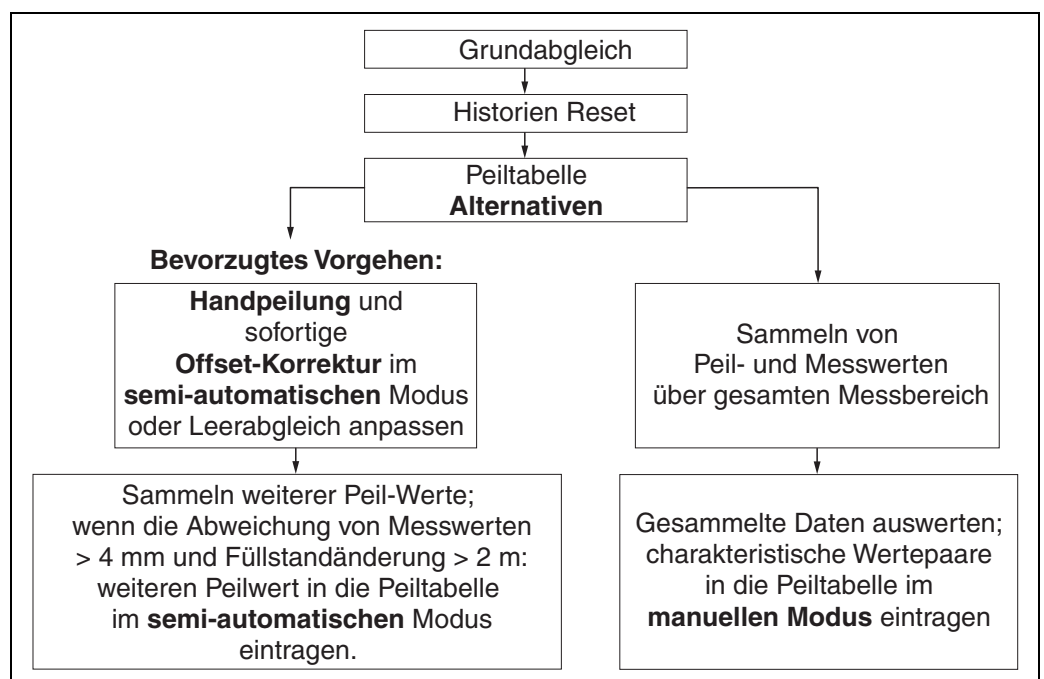 Grundabgleich
Historien Reset
Peiltabelle
Alternativen
Bevorzugtes Vorgehen:
Handpeilung und
sofortige
Offset-Korrektur im
semi-automatischen Modus
oder Leerabgleich anpassen
Sammeln weiterer Peil-Werte;
wenn die Abweichung von Messwerten
> 4 mm und Füllstandänderung > 2 m:
weiteren Peilwert in die Peiltabelle
im semi-automatischen Modus
eintragen.
Sammeln von
Peil- und Messwerten
über gesamten Messbereich
Gesammelte Daten auswerten;
charakteristische Wertepaare
in die Peiltabelle im
manuellen Modus eintragen